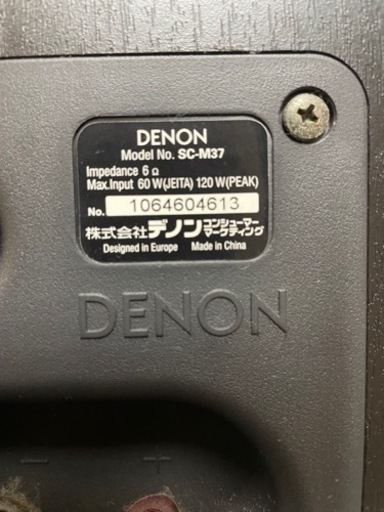 DENON
Model No. SC-M37
Impedance 6 Ω
Max.Input 60 W(JEITA) 120 W(PEAK)
No. 1064604613
株式会社デノン コンシューマー マーケティング
Designed in Europe Made in China
DENON
− +